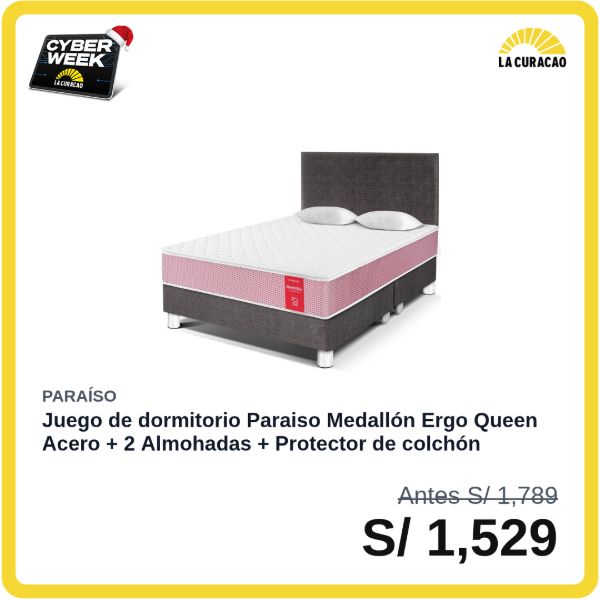 CYBER
WEEK
LA CURACAO
LA CURACAO
PARAÍSO
Juego de dormitorio Paraiso Medallón Ergo Queen
Acero + 2 Almohadas + Protector de colchón
Antes S/ 1,789
S/ 1,529